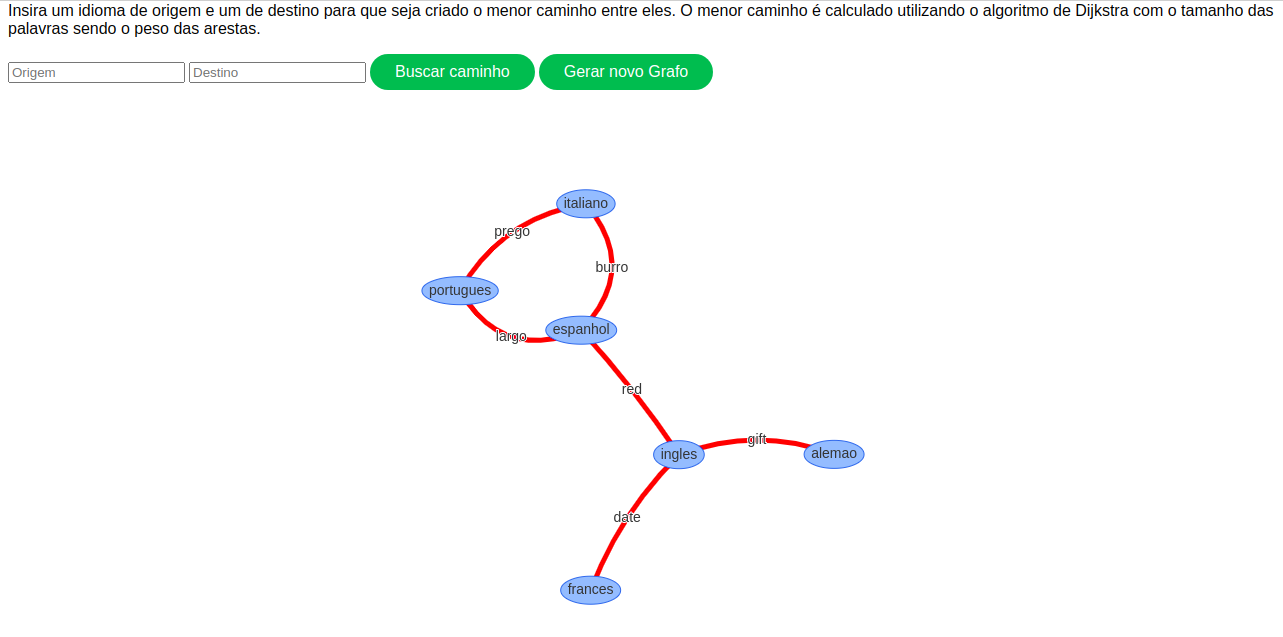 Insira um idioma de origem e um de destino para que seja criado o menor caminho entre eles. O menor caminho é calculado utilizando o algoritmo de Dijkstra com o tamanho das
palavras sendo o peso das arestas.
Origem Destino Buscar caminho Gerar novo Grafo
italiano
prego
burro
portugues
espanhol
largo
red
gift
ingles
alemao
date
frances